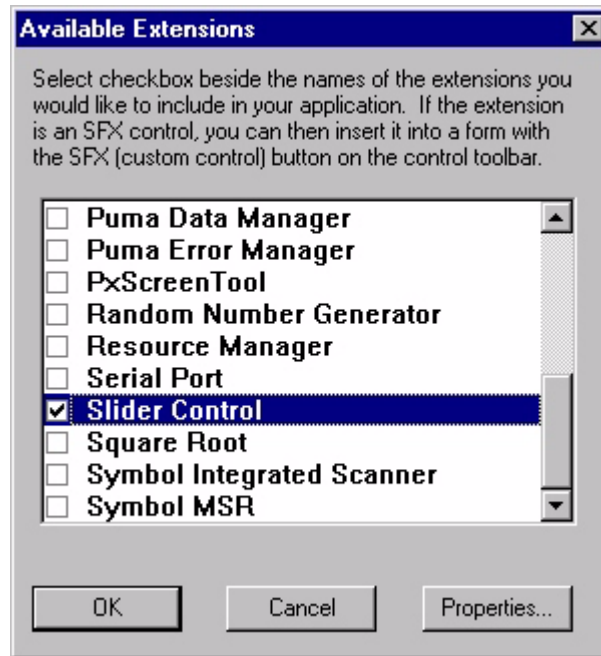 Available Extensions
Select checkbox beside the names of the extensions you
would like to include in your application. If the extension
is an SFX control, you can then insert it into a form with
the SFX (custom control) button on the control toolbar.
Puma Data Manager
Puma Error Manager
PxScreenTool
Random Number Generator
Resource Manager
Serial Port
Slider Control
Square Root
Symbol Integrated Scanner
Symbol MSR
OK Cancel Properties...